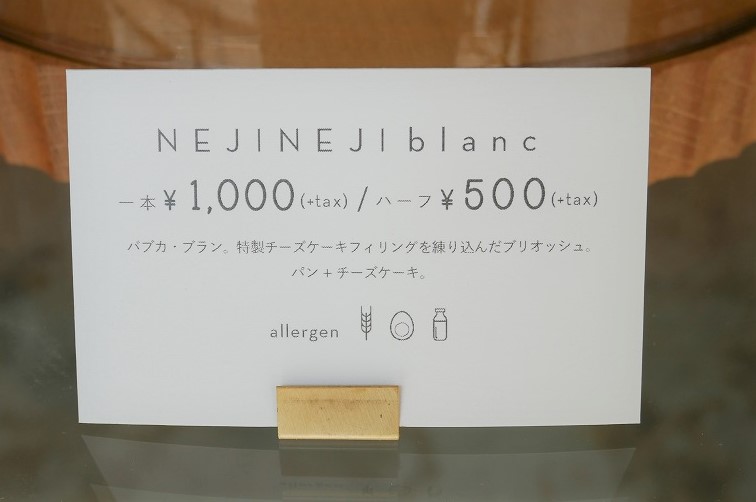 NEJINEJI blanc
一本 ¥1,000(+tax) / ハーフ ¥500(+tax)
バブカ・ブラン。特製チーズケーキフィリングを練り込んだブリオッシュ。
パン+チーズケーキ。
allergen